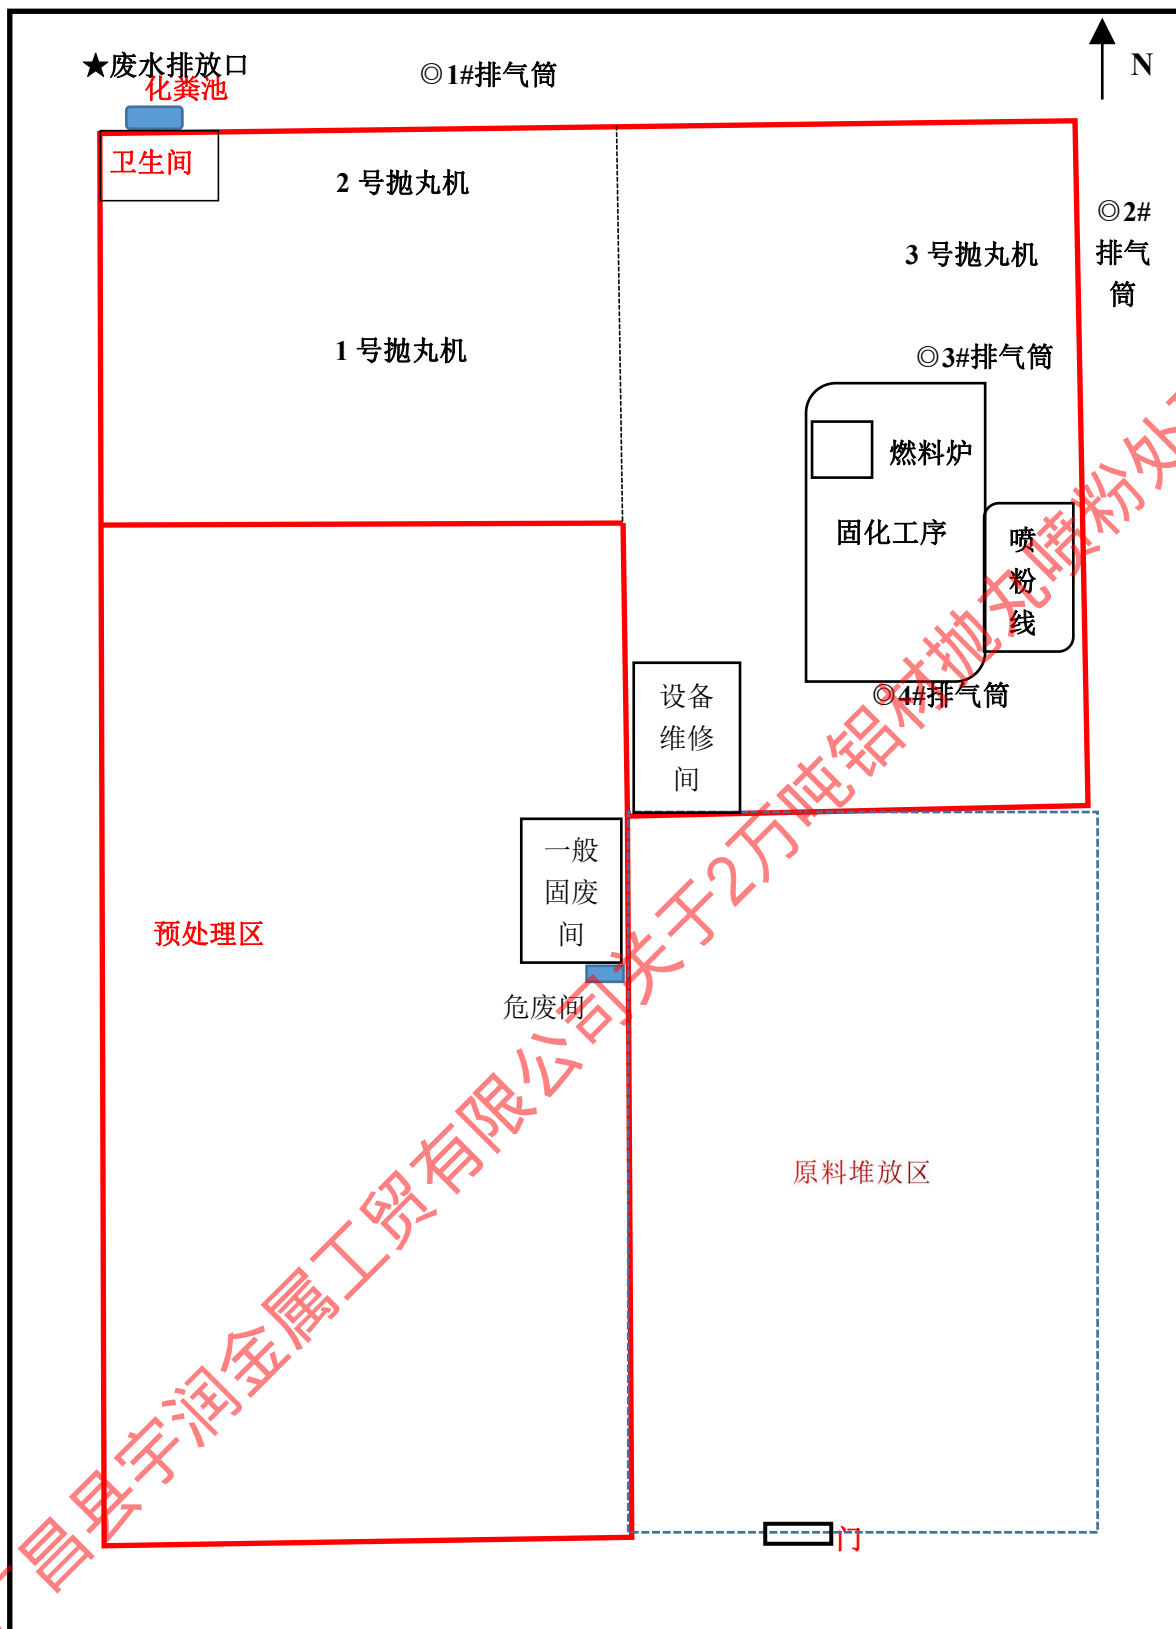 ★废水排放口
化粪池
◎1#排气筒
N
卫生间
2 号抛丸机
◎2#
排气
筒
3 号抛丸机
1 号抛丸机
◎3#排气筒
燃料炉
固化工序
喷
粉
线
设备
维修
间
◎4#排气筒
一般
固废
间
预处理区
危废间
原料堆放区
门
昌县宇润金属工贸有限公司关于2万吨铝材抛丸喷粉处